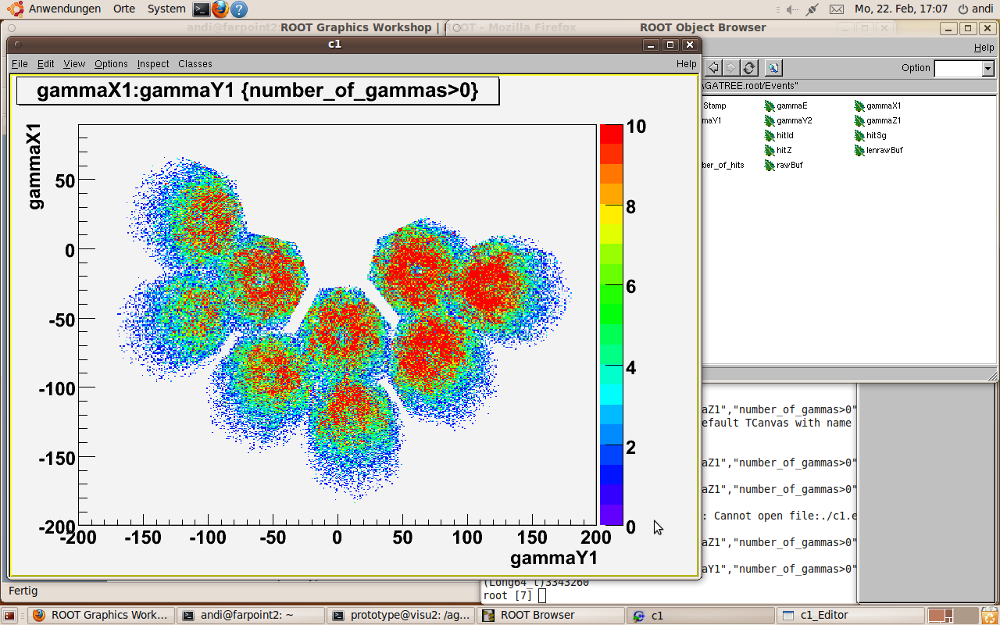 Anwendungen Orte System Mo, 22. Feb, 17:07 andi
andi@farpoint2: ROOT Graphics Workshop | ROOT - Mozilla Firefox ROOT Object Browser
c1
File Edit View Options Inspect Classes Help
Help
Option
AGATREE.root/Events"
gammaX1:gammaY1 {number_of_gammas>0}
Stamp gammaE gammaX1
maY1 gammaY2 gammaZ1
hitId hitSg
hitZ lenrawBuf
ber_of_hits rawBuf
gammaX1
50
0
-50
-100
-150
-200
-200 -150 -100 -50 0 50 100 150 200
gammaY1
10
8
6
4
2
0
aZ1","number_of_gammas>0"
efault TCanvas with name
aZ1","number_of_gammas>0"
aZ1","number_of_gammas>0"
: Cannot open file:./c1.e
aZ1","number_of_gammas>0"
aY1","number_of_gammas>0"
(Long64_t)3343260
root [7]
Fertig
ROOT Graphics Work... andi@farpoint2: ~ prototype@visu2: /ag... ROOT Browser c1 c1_Editor